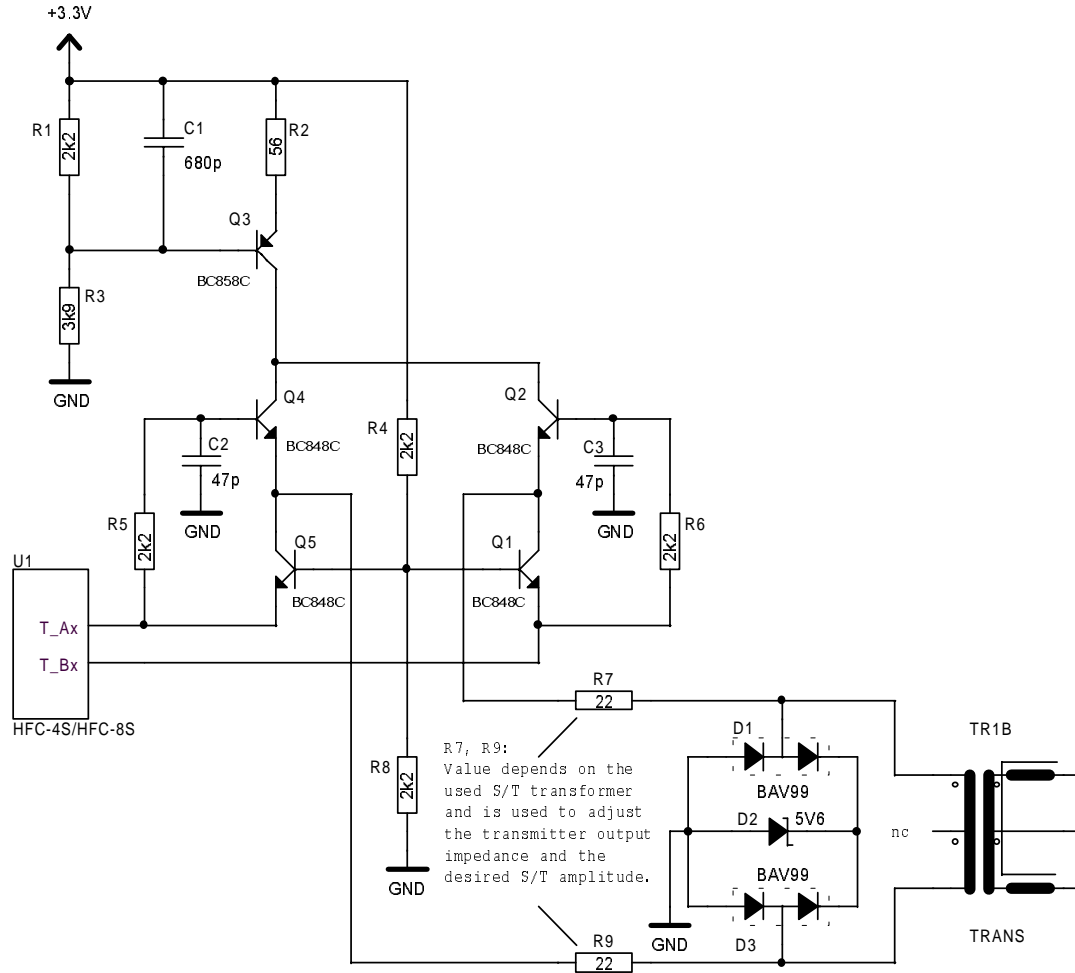 +3.3V
R1
2k2
C1
680p
R2
56
Q3
BC858C
R3
3k9
GND
Q4
BC848C
Q2
BC848C
R4
2k2
C2
47p
GND
C3
47p
GND
R5
2k2
R6
2k2
Q5
BC848C
Q1
BC848C
U1
T_Ax
T_Bx
HFC-4S/HFC-8S
R7
22
R7, R9:
Value depends on the
used S/T transformer
and is used to adjust
the transmitter output
impedance and the
desired S/T amplitude.
R8
2k2
GND
D1
BAV99
D2
5V6
BAV99
D3
GND
R9
22
nc
TR1B
TRANS